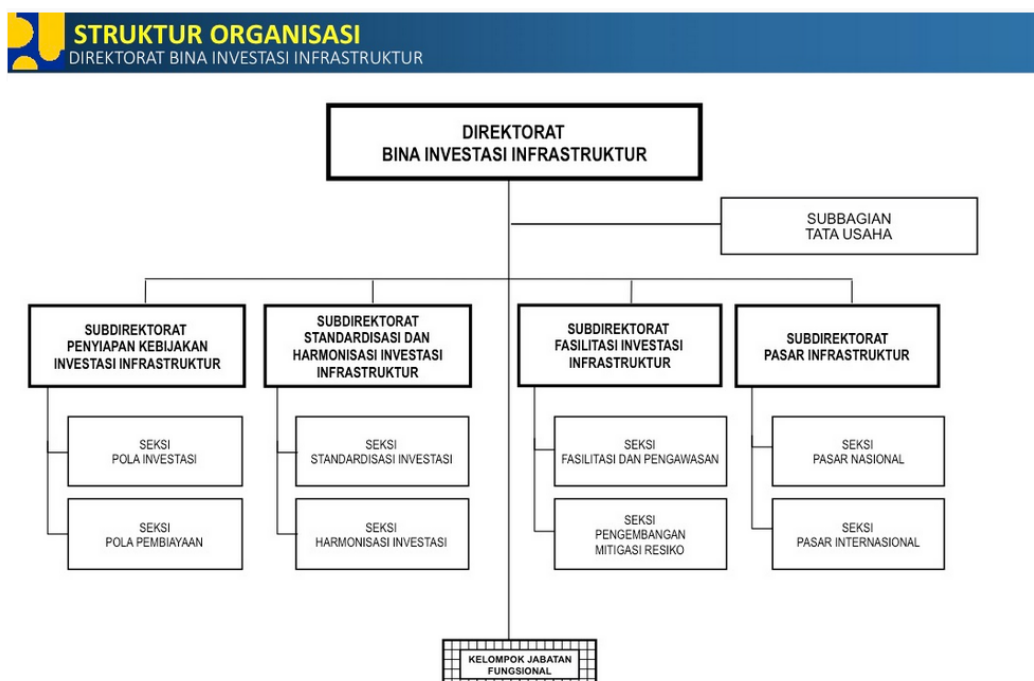 STRUKTUR ORGANISASI
DIREKTORAT BINA INVESTASI INFRASTRUKTUR
DIREKTORAT
BINA INVESTASI INFRASTRUKTUR
SUBBAGIAN
TATA USAHA
SUBDIREKTORAT
PENYIAPAN KEBIJAKAN
INVESTASI INFRASTRUKTUR
SEKSI
POLA INVESTASI
SEKSI
POLA PEMBIAYAAN
SUBDIREKTORAT
STANDARDISASI DAN
HARMONISASI INVESTASI
INFRASTRUKTUR
SEKSI
STANDARDISASI INVESTASI
SEKSI
HARMONISASI INVESTASI
SUBDIREKTORAT
FASILITASI INVESTASI
INFRASTRUKTUR
SEKSI
FASILITASI DAN PENGAWASAN
SEKSI
PENGEMBANGAN
MITIGASI RESIKO
SUBDIREKTORAT
PASAR INFRASTRUKTUR
SEKSI
PASAR NASIONAL
SEKSI
PASAR INTERNASIONAL
KELOMPOK JABATAN
FUNGSIONAL